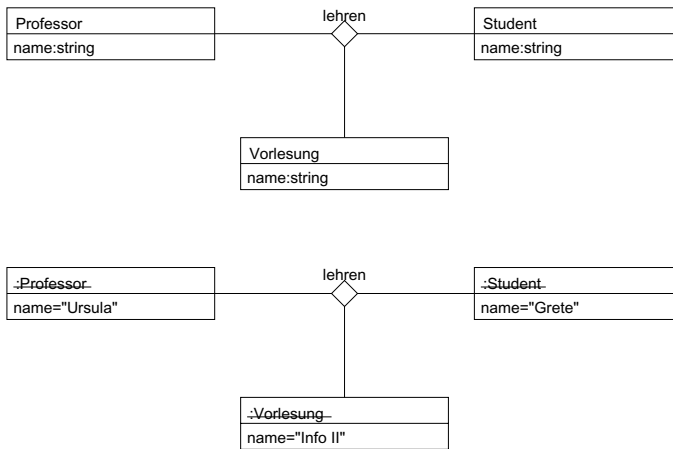 lehren
Professor
name:string
Student
name:string
Vorlesung
name:string
lehren
:Professor
name="Ursula"
:Student
name="Grete"
:Vorlesung
name="Info II"